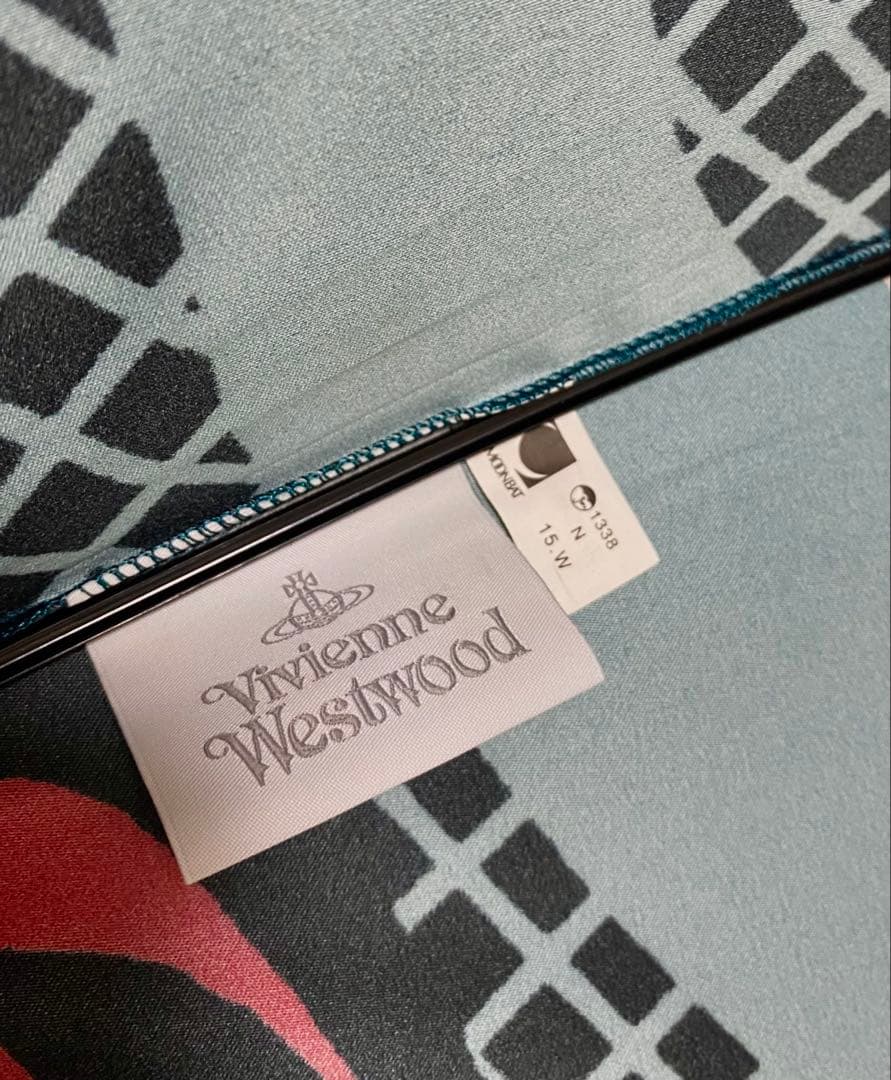 Vivienne
Westwood
MOONBAT
1338
N
15.W